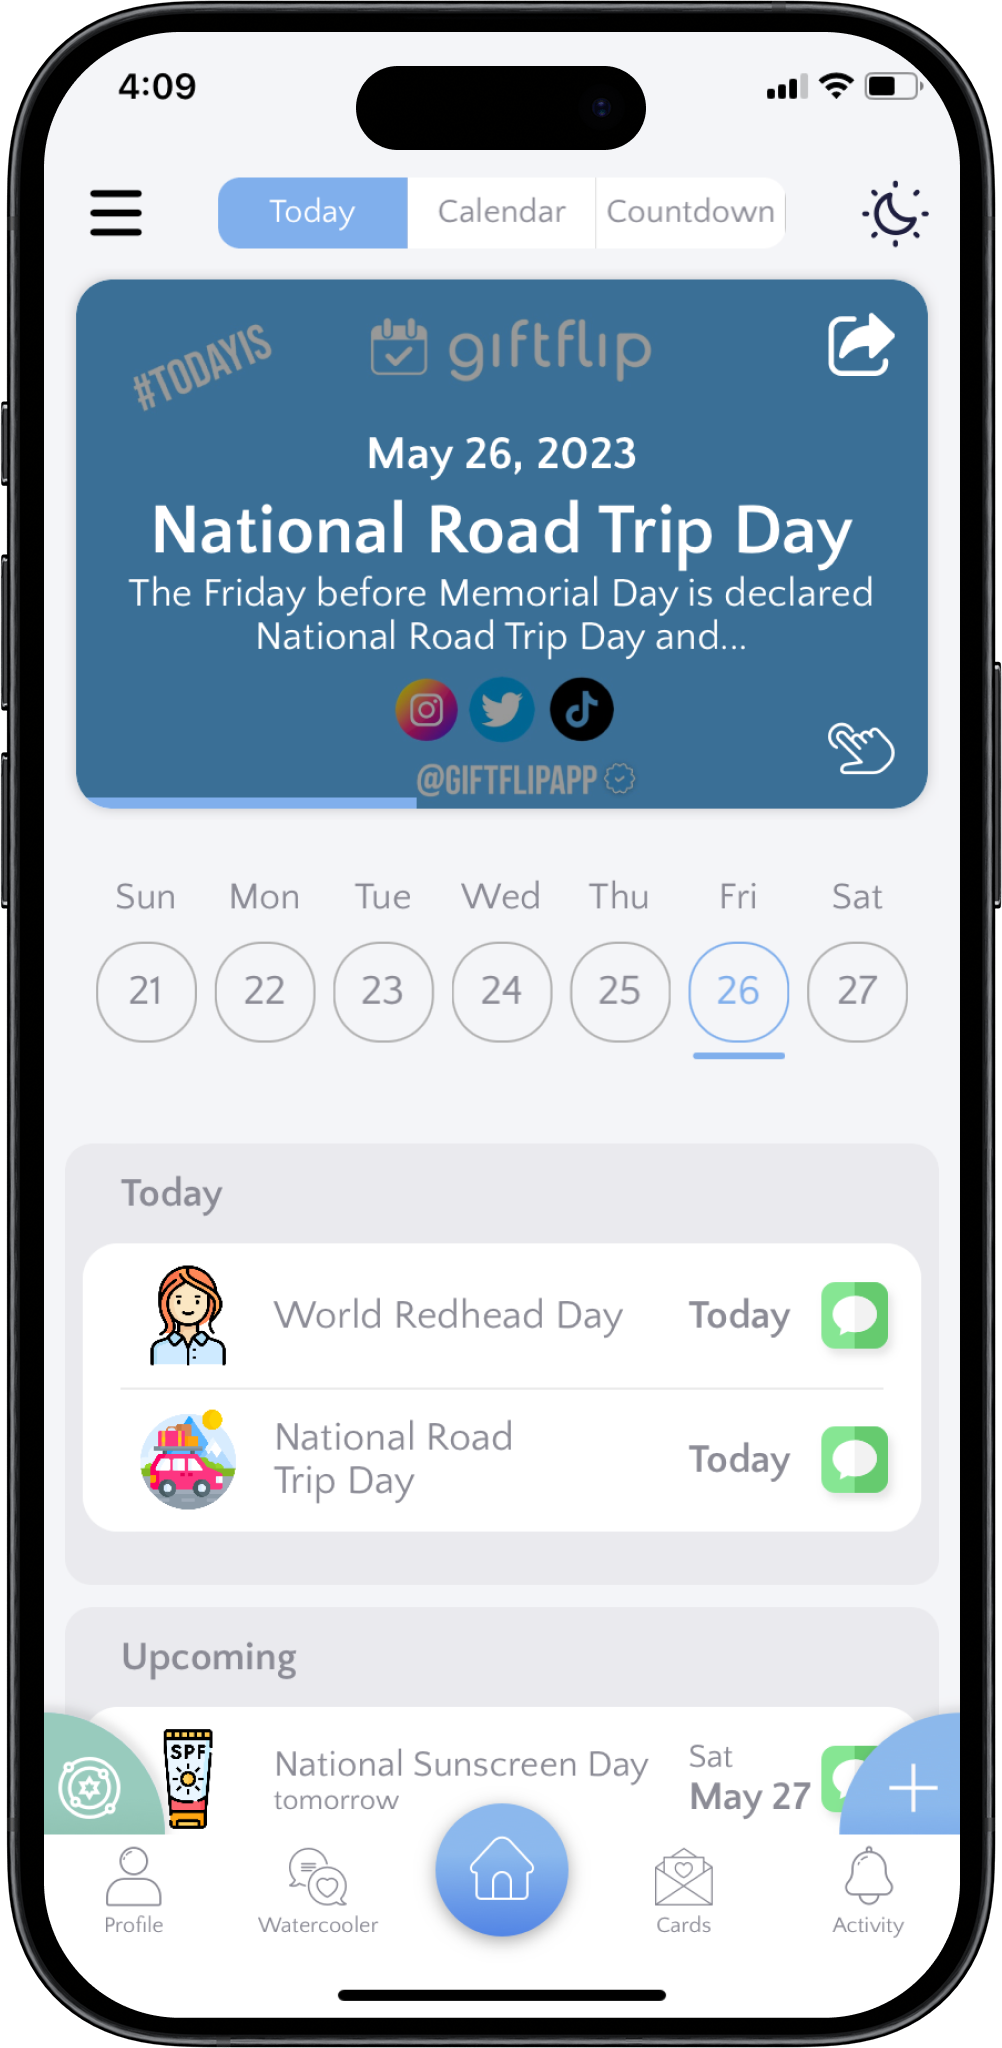 4:09
Today Calendar Countdown
#TODAYIS
giftflip
May 26, 2023
National Road Trip Day
The Friday before Memorial Day is declared
National Road Trip Day and...
@GIFTFLIPAPP
Sun Mon Tue Wed Thu Fri Sat
21 22 23 24 25 26 27
Today
World Redhead Day Today
National Road
Trip Day
Today
Upcoming
SPF
National Sunscreen Day
tomorrow
Sat
May 27
Profile Watercooler Cards Activity